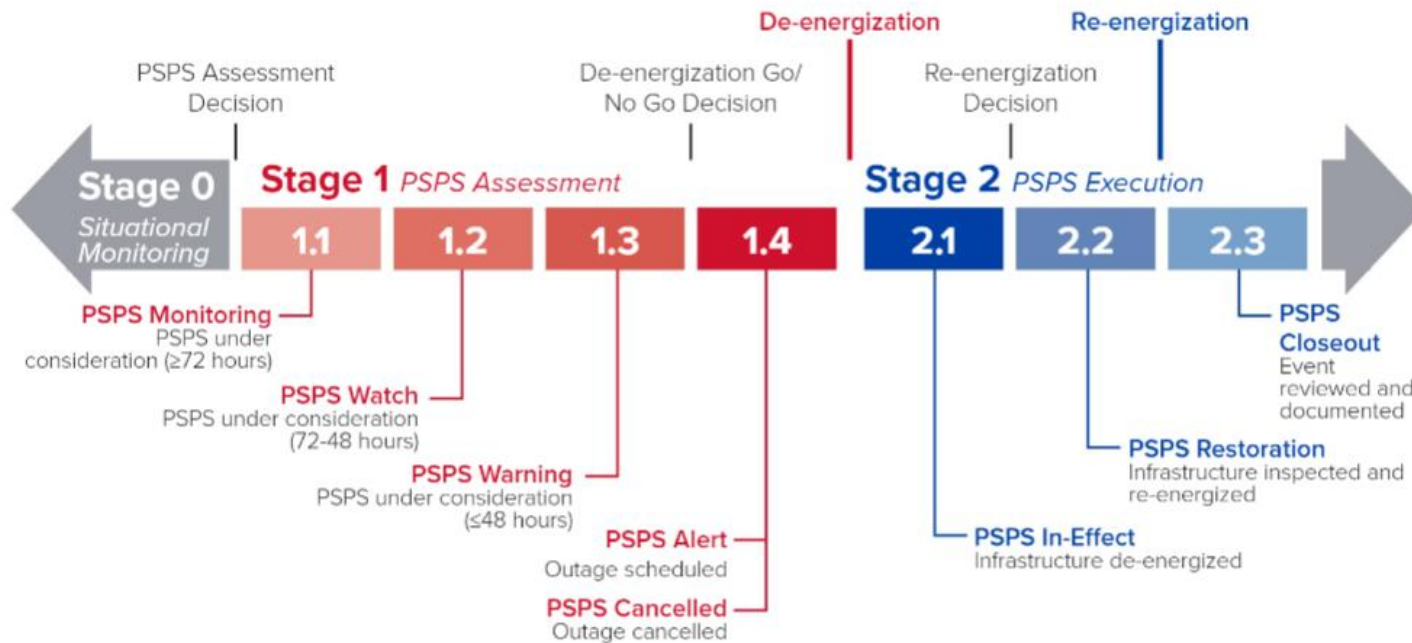 De-energization
Re-energization
PSPS Assessment
Decision
De-energization Go/
No Go Decision
Re-energization
Decision
Stage 0
Situational
Monitoring
Stage 1 PSPS Assessment
Stage 2 PSPS Execution
1.1
1.2
1.3
1.4
2.1
2.2
2.3
PSPS Monitoring
PSPS under
consideration (≥72 hours)
PSPS Watch
PSPS under consideration
(72-48 hours)
PSPS Warning
PSPS under consideration
(≤48 hours)
PSPS Alert
Outage scheduled
PSPS Cancelled
Outage cancelled
PSPS In-Effect
Infrastructure de-energized
PSPS Restoration
Infrastructure inspected and
re-energized
PSPS
Closeout
Event
reviewed and
documented